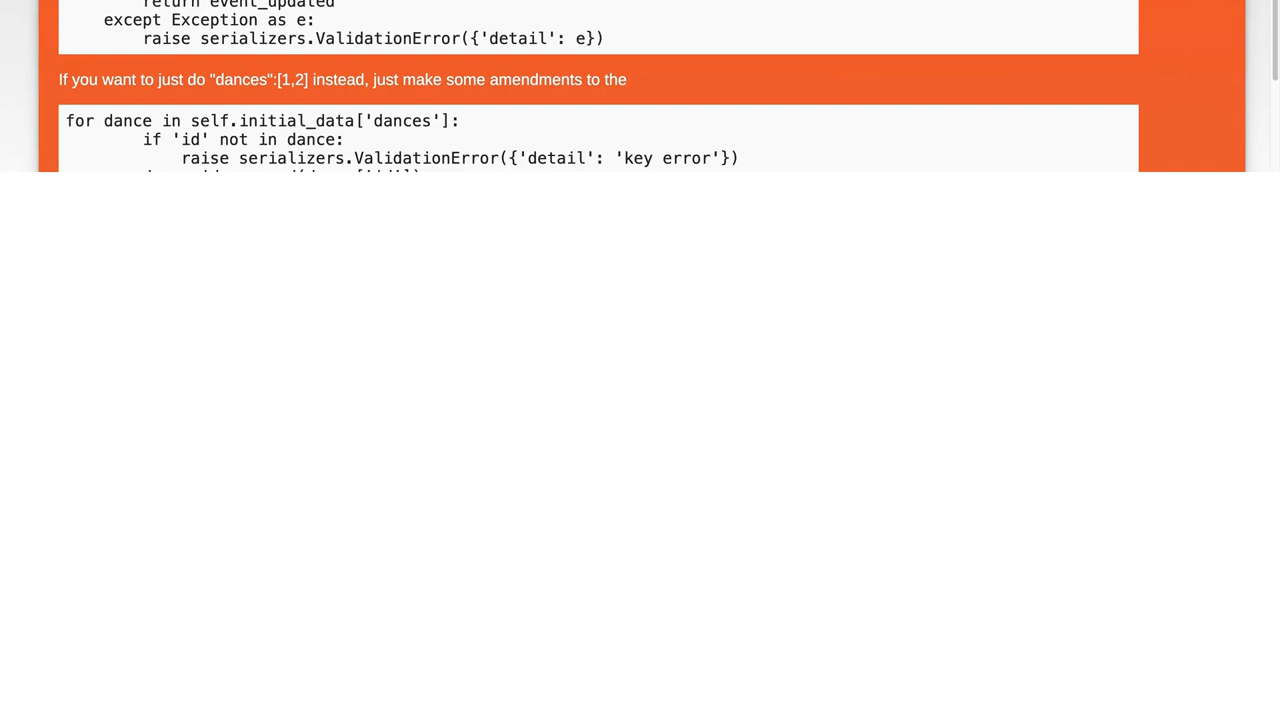 return event_updated
except Exception as e:
raise serializers.ValidationError({'detail': e})
If you want to just do "dances":[1,2] instead, just make some amendments to the
for dance in self.initial_data['dances']:
if 'id' not in dance:
raise serializers.ValidationError({'detail': 'key error'})